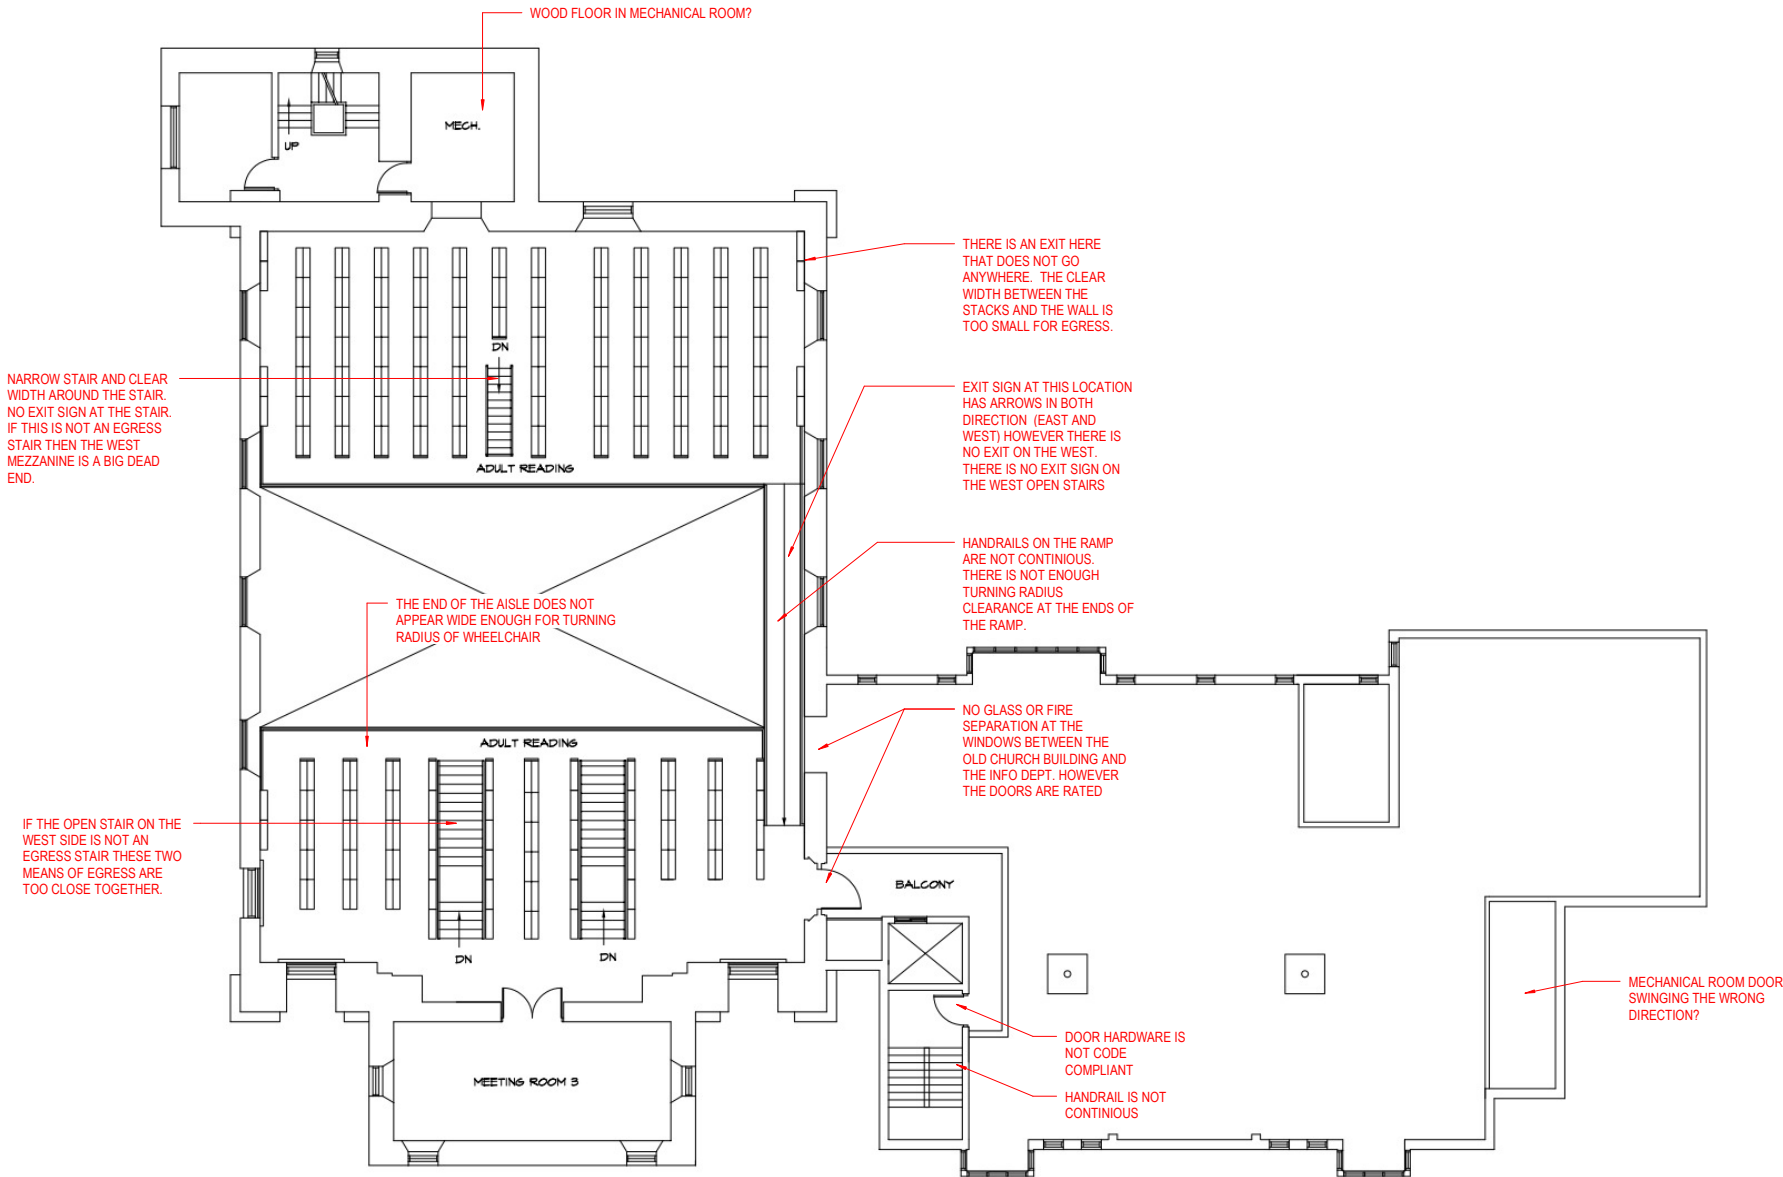 WOOD FLOOR IN MECHANICAL ROOM?
MECH.
UP
THERE IS AN EXIT HERE
THAT DOES NOT GO
ANYWHERE. THE CLEAR
WIDTH BETWEEN THE
STACKS AND THE WALL IS
TOO SMALL FOR EGRESS.
DN
NARROW STAIR AND CLEAR
WIDTH AROUND THE STAIR.
NO EXIT SIGN AT THE STAIR.
IF THIS IS NOT AN EGRESS
STAIR THEN THE WEST
MEZZANINE IS A BIG DEAD
END.
EXIT SIGN AT THIS LOCATION
HAS ARROWS IN BOTH
DIRECTION (EAST AND
WEST) HOWEVER THERE IS
NO EXIT ON THE WEST.
THERE IS NO EXIT SIGN ON
THE WEST OPEN STAIRS
ADULT READING
HANDRAILS ON THE RAMP
ARE NOT CONTINIOUS.
THERE IS NOT ENOUGH
TURNING RADIUS
CLEARANCE AT THE ENDS OF
THE RAMP.
THE END OF THE AISLE DOES NOT
APPEAR WIDE ENOUGH FOR TURNING
RADIUS OF WHEELCHAIR
NO GLASS OR FIRE
SEPARATION AT THE
WINDOWS BETWEEN THE
OLD CHURCH BUILDING AND
THE INFO DEPT. HOWEVER
THE DOORS ARE RATED
ADULT READING
IF THE OPEN STAIR ON THE
WEST SIDE IS NOT AN
EGRESS STAIR THESE TWO
MEANS OF EGRESS ARE
TOO CLOSE TOGETHER.
BALCONY
DN
DN
MECHANICAL ROOM DOOR
SWINGING THE WRONG
DIRECTION?
DOOR HARDWARE IS
NOT CODE
COMPLIANT
MEETING ROOM 3
HANDRAIL IS NOT
CONTINIOUS